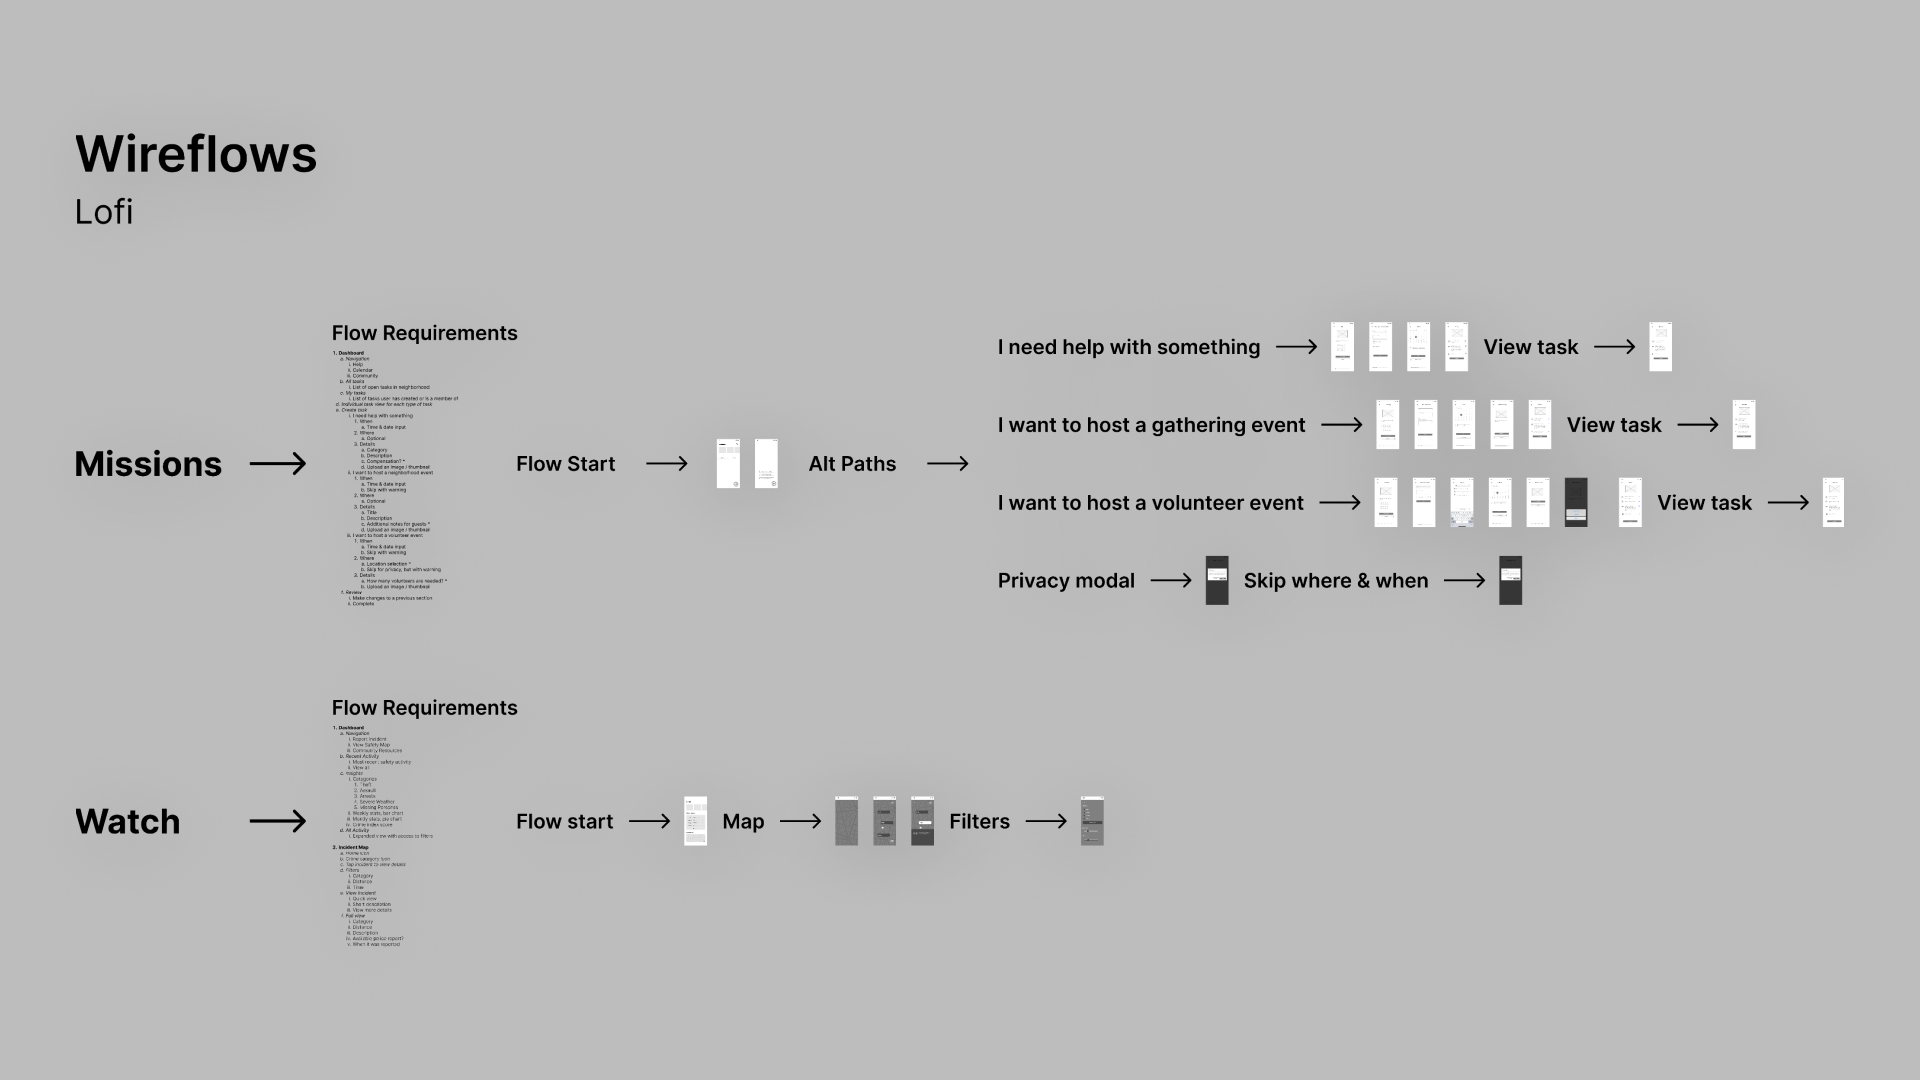 Wireflows
Lofi
Missions
Flow Requirements
1. Dashboard
a. Navigation
i. Help
ii. Calendar
iii. Community
b. All tasks
i. List of open tasks in neighborhood
c. My tasks
i. List of tasks user has created or is a member of
d. Individual task view for each type of task
e. Create task
i. I need help with something
1. When
a. Time & date input
2. Where
a. Optional
3. Details
a. Category
b. Description
c. Compensation? *
d. Upload an image / thumbnail
ii. I want to host a neighborhood event
1. When
a. Time & date input
b. Skip with warning
2. Where
a. Optional
3. Details
a. Title
b. Description
c. Additional notes for guests *
d. Upload an image / thumbnail
iii. I want to host a volunteer event
1. When
a. Time & date input
b. Skip with warning
2. Where
a. Location selection *
b. Skip for privacy, but with warning
3. Details
a. How many volunteers are needed? *
b. Upload an image / thumbnail
f. Review
i. Make changes to a previous section
ii. Complete
Flow Start
Alt Paths
I need help with something
View task
I want to host a gathering event
View task
I want to host a volunteer event
View task
Privacy modal
Skip where & when
Watch
Flow Requirements
1. Dashboard
a. Navigation
i. Report Incident
ii. View Safety Map
iii. Community Resources
b. Recent Activity
i. Most recent safety activity
ii. View all
c. Insights
i. Categories
1. Theft
2. Assault
3. Arrests
4. Severe Weather
5. Missing Persons
ii. Weekly stats, bar chart
iii. Montly stats, pie chart
iv. Crime index score
d. All Activity
i. Expanded view with access to filters
2. Incident Map
a. Home icon
b. Crime category icon
c. Tap incident to view details
d. Filters
i. Category
ii. Distance
iii. Time
e. View incident
i. Quick view
ii. Short description
iii. View more details
f. Full view
i. Category
ii. Distance
iii. Description
iv. Available police report?
v. When it was reported
Flow start
Map
Filters